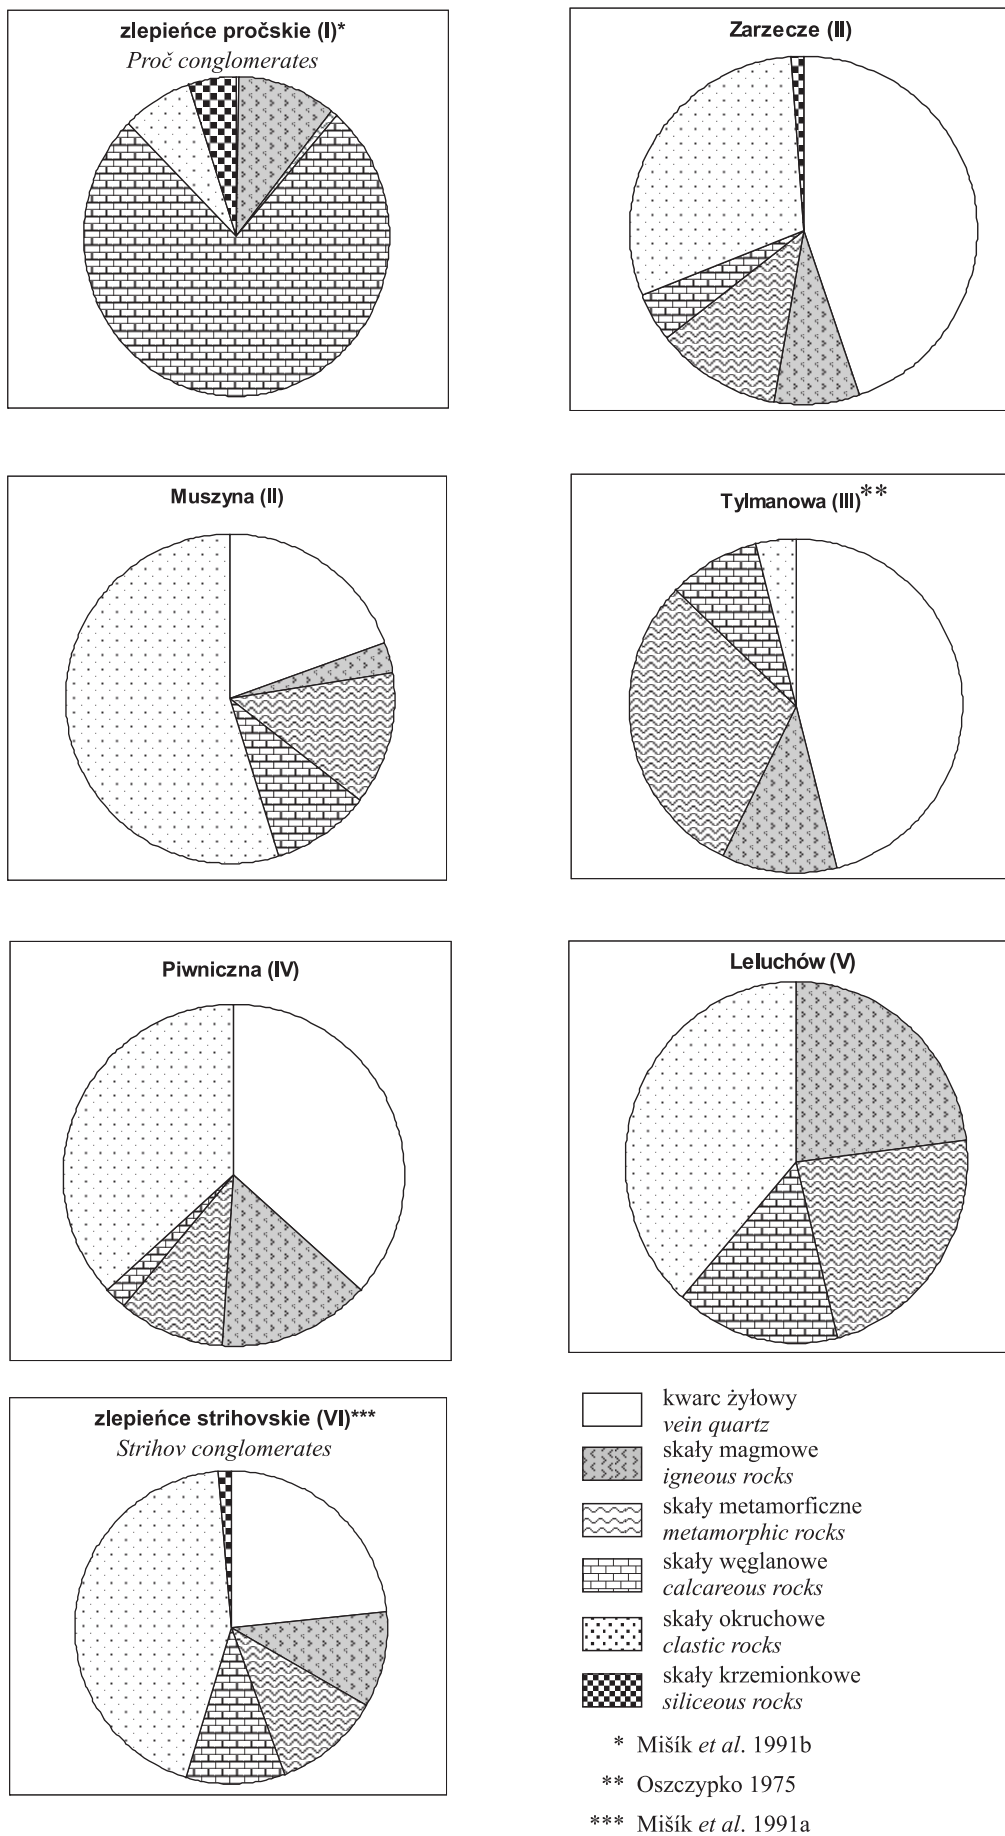 zlepieńce pročskie (I)*
Proč conglomerates
Zarzecze (II)
Muszyna (II)
Tylmanowa (III)**
Piwniczna (IV)
Leluchów (V)
zlepieńce strihovskie (VI)***
Strihov conglomerates
kwarc żyłowy
vein quartz
skały magmowe
igneous rocks
skały metamorficzne
metamorphic rocks
skały węglanowe
calcareous rocks
skały okruchowe
clastic rocks
skały krzemionkowe
siliceous rocks
* Mišík et al. 1991b
** Oszczypko 1975
*** Mišík et al. 1991a